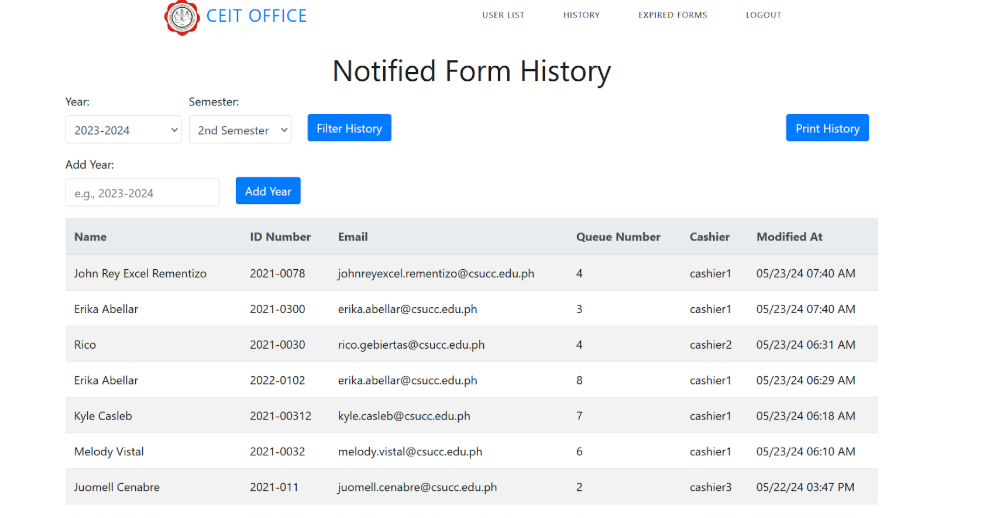 CEIT OFFICE USER LIST HISTORY EXPIRED FORMS LOGOUT
Notified Form History
Year: Semester:
2023-2024 2nd Semester Filter History Print History
Add Year:
e.g., 2023-2024 Add Year
Name ID Number Email Queue Number Cashier Modified At
John Rey Excel Rementizo 2021-0078 johnreyexcel.rementizo@csucc.edu.ph 4 cashier1 05/23/24 07:40 AM
Erika Abellar 2021-0300 erika.abellar@csucc.edu.ph 3 cashier1 05/23/24 07:40 AM
Rico 2021-0030 rico.gebiertas@csucc.edu.ph 4 cashier2 05/23/24 06:31 AM
Erika Abellar 2022-0102 erika.abellar@csucc.edu.ph 8 cashier1 05/23/24 06:29 AM
Kyle Casleb 2021-00312 kyle.casleb@csucc.edu.ph 7 cashier1 05/23/24 06:18 AM
Melody Vistal 2021-0032 melody.vistal@csucc.edu.ph 6 cashier1 05/23/24 06:10 AM
Juomell Cenabre 2021-011 juomell.cenabre@csucc.edu.ph 2 cashier3 05/22/24 03:47 PM